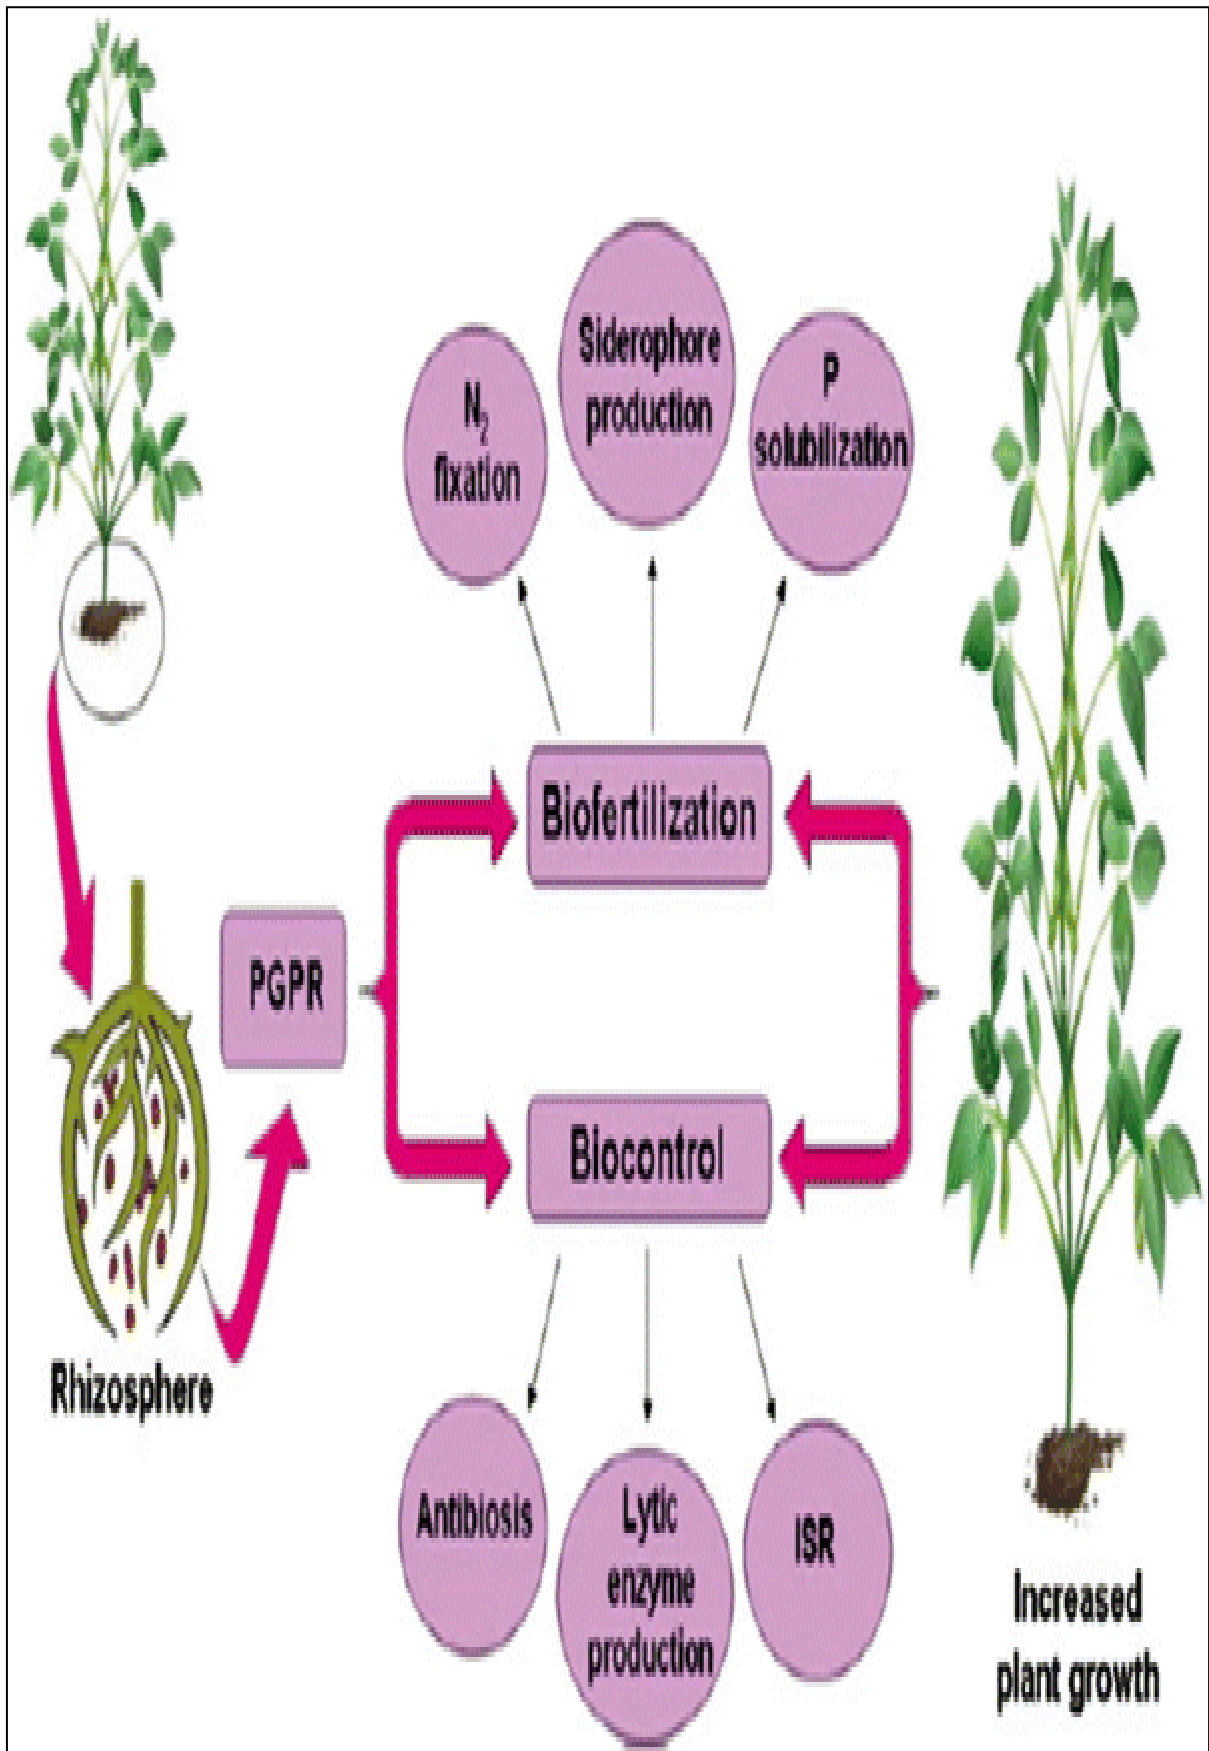 N₂
fixation
Siderophore
production
P
solubilization
Biofertilization
PGPR
Biocontrol
Rhizosphere
Antibiosis
Lytic
enzyme
production
ISR
Increased
plant growth